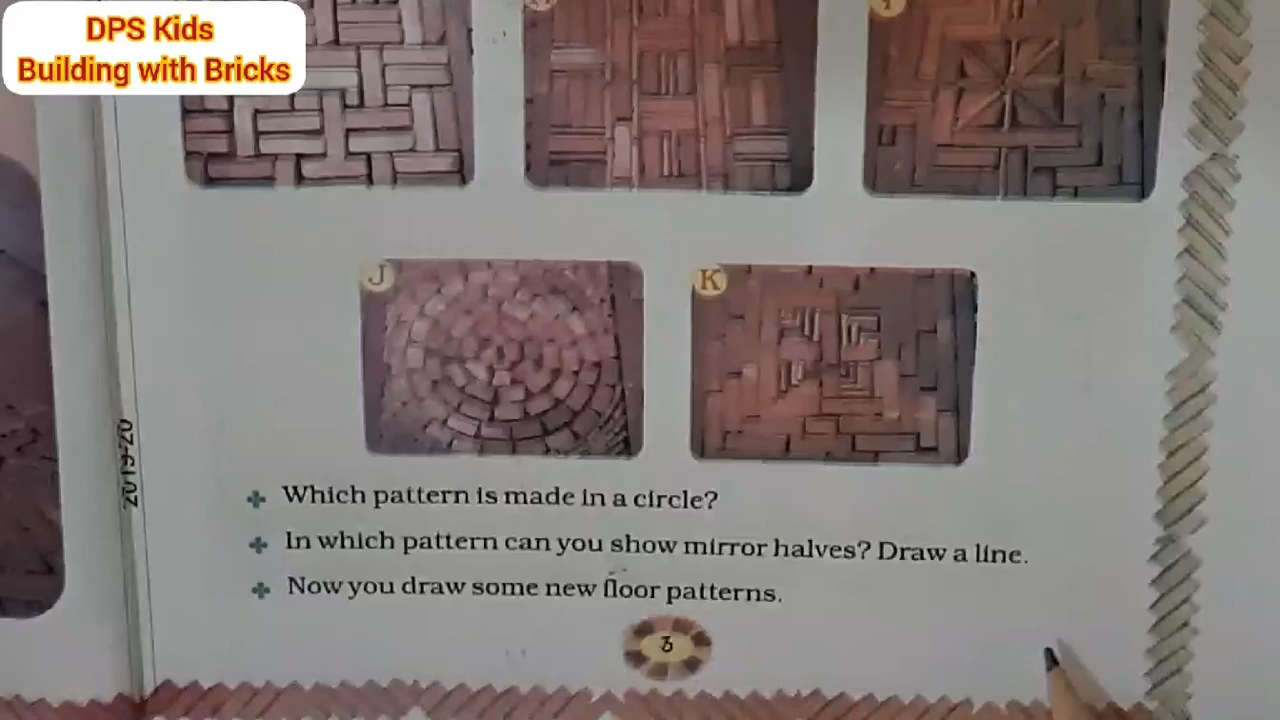 DPS Kids
Building with Bricks
J
K
Which pattern is made in a circle?
In which pattern can you show mirror halves? Draw a line.
Now you draw some new floor patterns.
3
2019-20